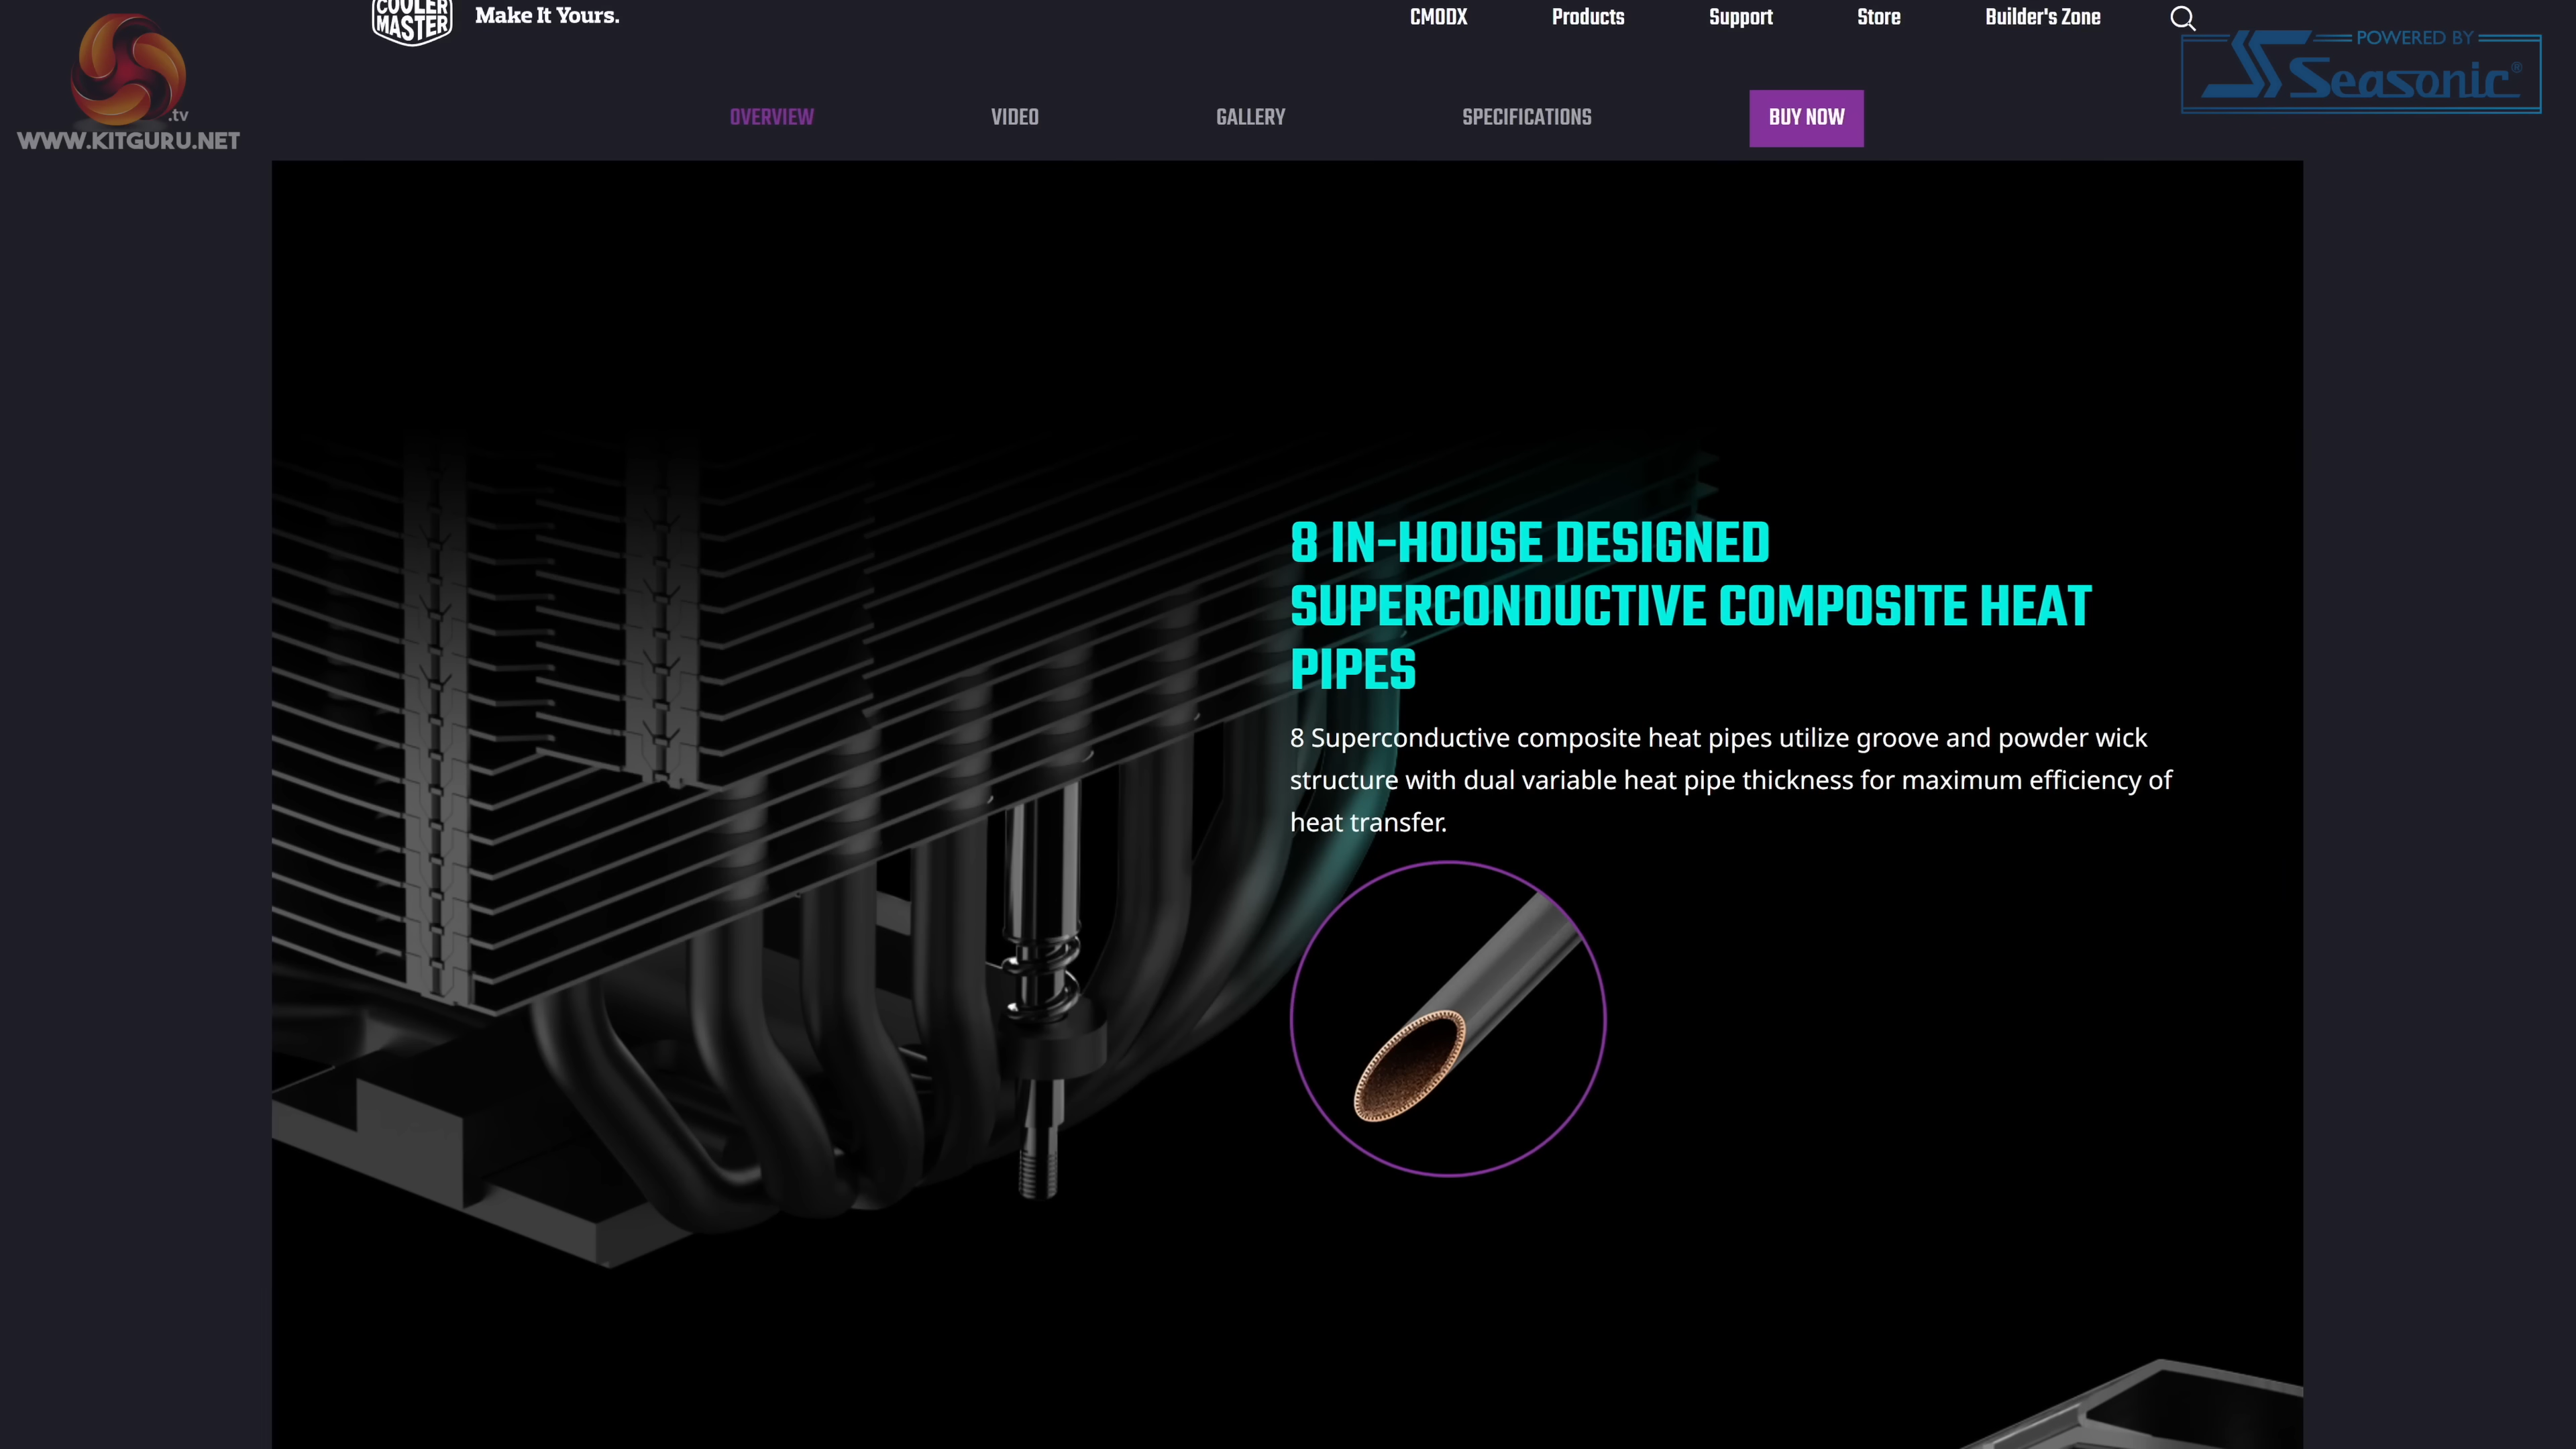 COOLER
MASTER
Make It Yours.
CMODX
Products
Support
Store
Builder's Zone
.tv
WWW.KITGURU.NET
POWERED BY
Seasonic®
OVERVIEW
VIDEO
GALLERY
SPECIFICATIONS
BUY NOW
8 IN-HOUSE DESIGNED
SUPERCONDUCTIVE COMPOSITE HEAT
PIPES
8 Superconductive composite heat pipes utilize groove and powder wick
structure with dual variable heat pipe thickness for maximum efficiency of
heat transfer.